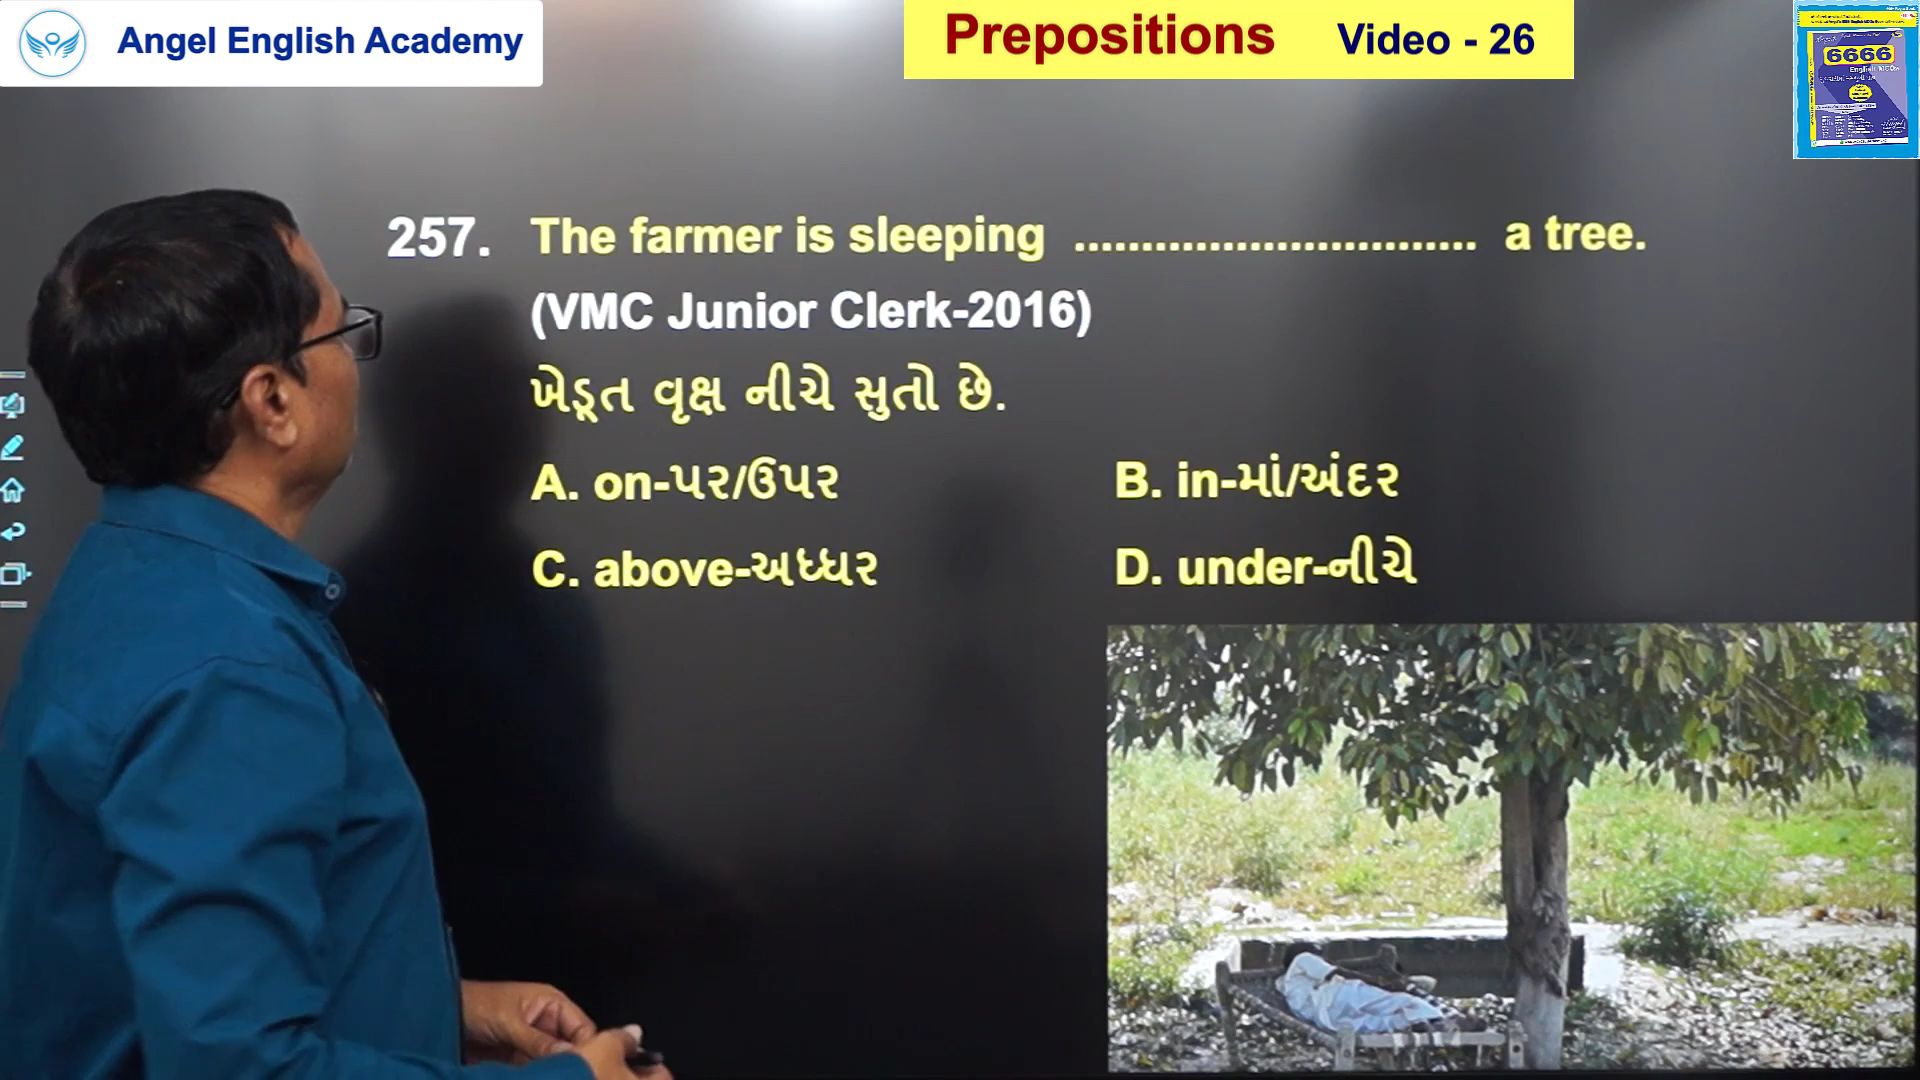 Angel English Academy
Prepositions Video - 26
6666
257. The farmer is sleeping .............................. a tree.
(VMC Junior Clerk-2016)
ખેડૂત વૃક્ષ નીચે સુતો છે.
A. on-પર/ઉપર B. in-માં/અંદર
C. above-અધ્ધર D. under-નીચે